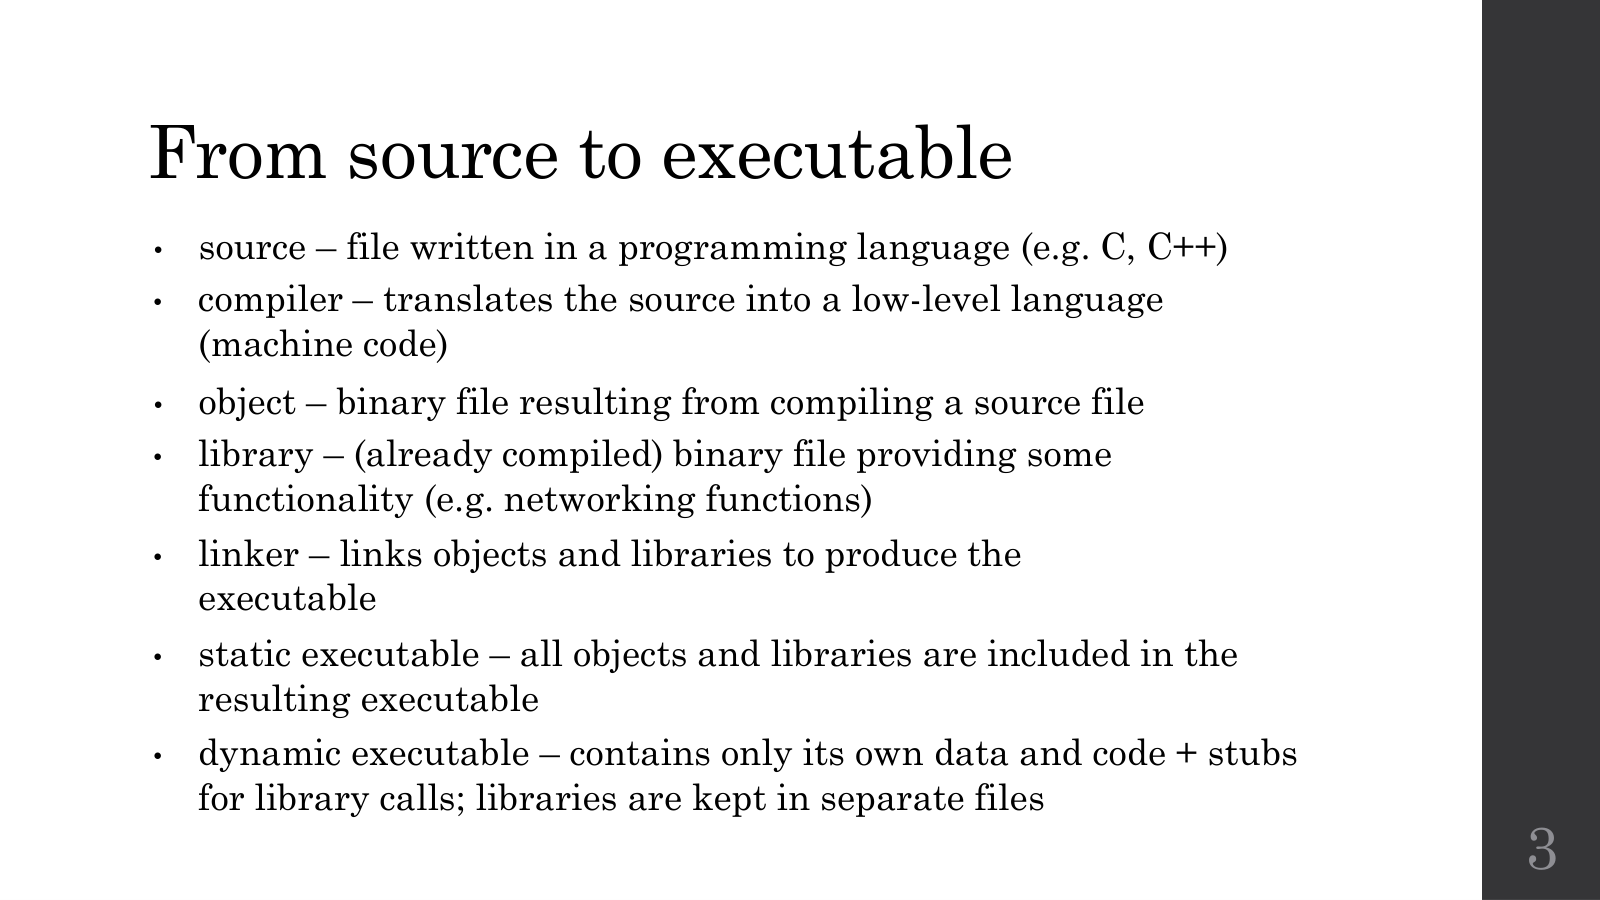 From source to executable
• source – file written in a programming language (e.g. C, C++)
• compiler – translates the source into a low-level language
(machine code)
• object – binary file resulting from compiling a source file
• library – (already compiled) binary file providing some
functionality (e.g. networking functions)
• linker – links objects and libraries to produce the
executable
• static executable – all objects and libraries are included in the
resulting executable
• dynamic executable – contains only its own data and code + stubs
for library calls; libraries are kept in separate files
3